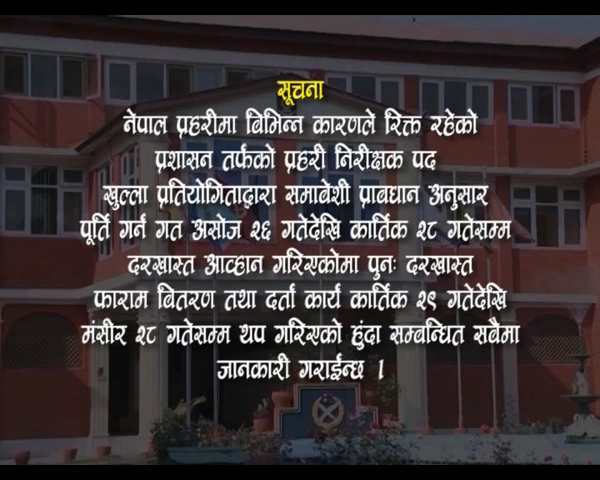 सूचना
नेपाल प्रहरीमा विभिन्न कारणले रिक्त रहेको
प्रशासन तर्फको प्रहरी निरीक्षक पद
खुल्ला प्रतियोगिताद्वारा समावेशी प्रावधान अनुसार
पूर्ति गर्न गत असोज २६ गतेदेखि कार्तिक २८ गतेसम्म
दरखास्त आव्हान गरिएकोमा पुनः दरखास्त
फाराम वितरण तथा दर्ता कार्य कार्तिक २९ गतेदेखि
मंसीर २८ गतेसम्म थप गरिएको हुंदा सम्बन्धित सबैमा
जानकारी गराईन्छ ।